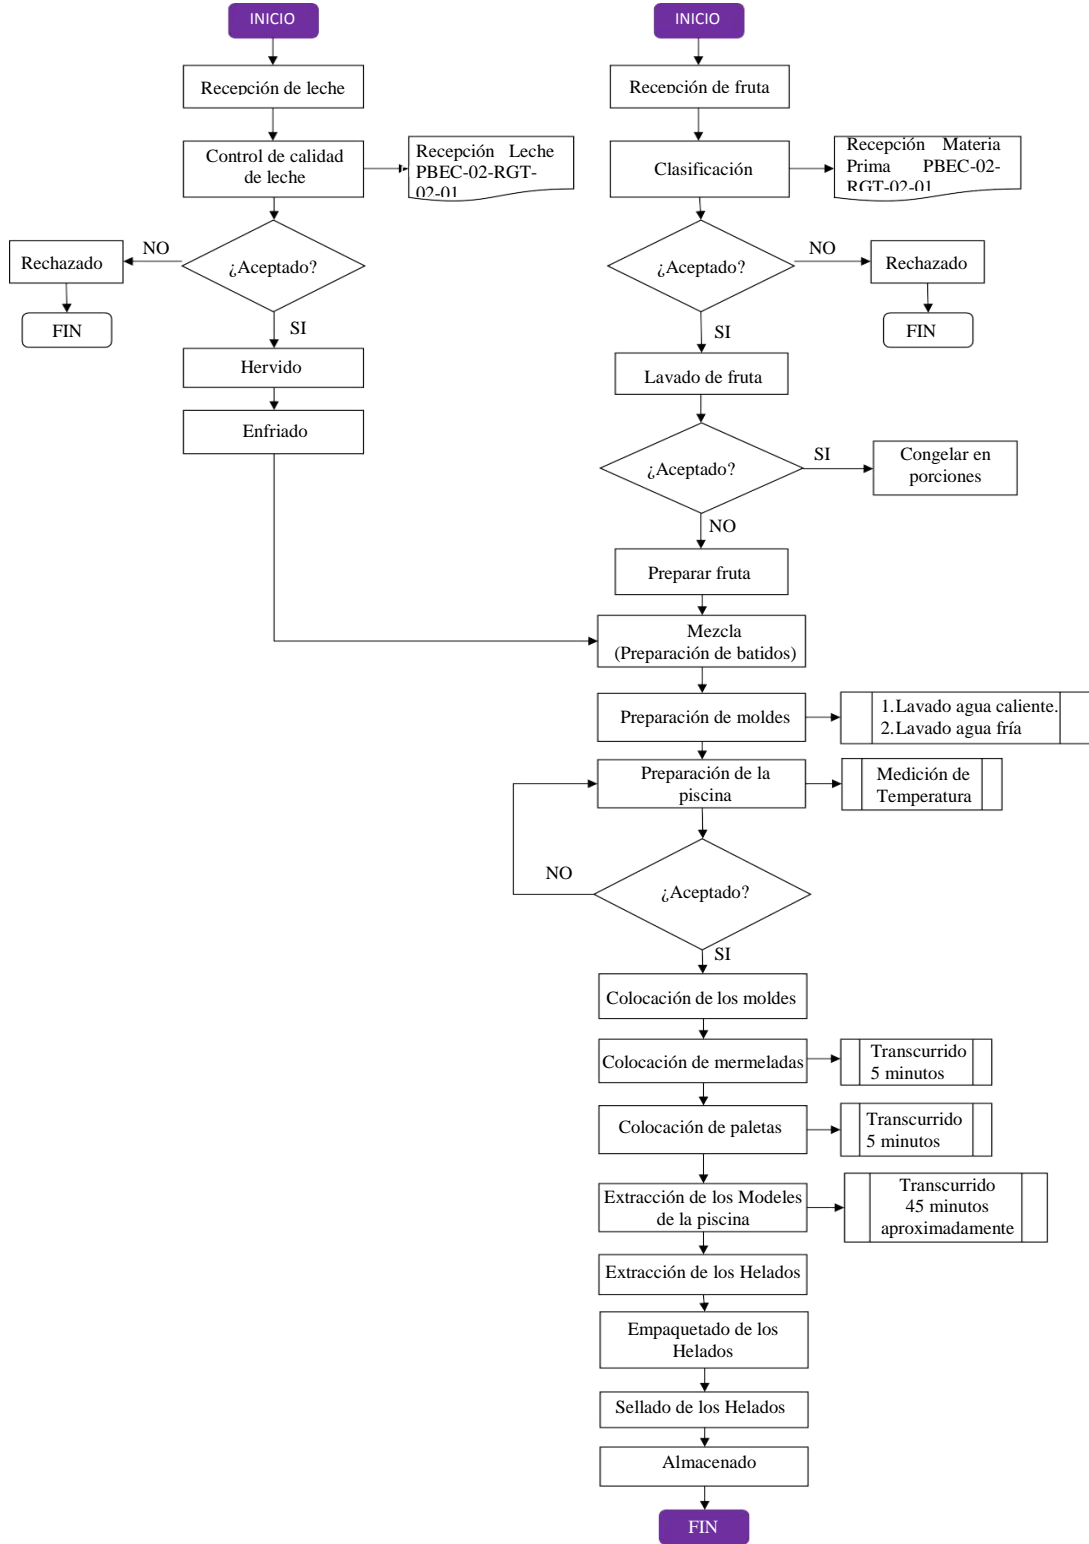 INICIO
Recepción de leche
Control de calidad
de leche
Recepción Leche
PBEC-02-RGT-
02-01
¿Aceptado?
NO
Rechazado
FIN
SI
Hervido
Enfriado
INICIO
Recepción de fruta
Clasificación
Recepción Materia
Prima PBEC-02-
RGT-02-01
¿Aceptado?
NO
Rechazado
FIN
SI
Lavado de fruta
¿Aceptado?
SI
Congelar en
porciones
NO
Preparar fruta
Mezcla
(Preparación de batidos)
Preparación de moldes
1.Lavado agua caliente.
2.Lavado agua fría
Preparación de la
piscina
Medición de
Temperatura
NO
¿Aceptado?
SI
Colocación de los moldes
Colocación de mermeladas
Transcurrido
5 minutos
Colocación de paletas
Transcurrido
5 minutos
Extracción de los Modeles
de la piscina
Transcurrido
45 minutos
aproximadamente
Extracción de los Helados
Empaquetado de los
Helados
Sellado de los Helados
Almacenado
FIN